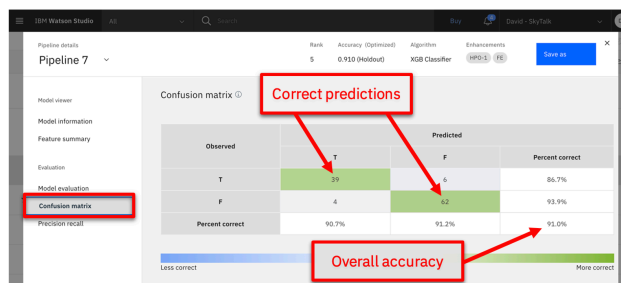 IBM Watson Studio All Search Buy David - SkyTalk
Pipeline details
Pipeline 7
Rank Accuracy (Optimized) Algorithm Enhancements
5 0.910 (Holdout) XGB Classifier HPO-1 FE
Save as
Model viewer
Model information
Feature summary
Evaluation
Model evaluation
Confusion matrix
Precision recall
Confusion matrix
Correct predictions
Observed Predicted
T F Percent correct
T 39 6 86.7%
F 4 62 93.9%
Percent correct 90.7% 91.2% 91.0%
Overall accuracy
Less correct More correct